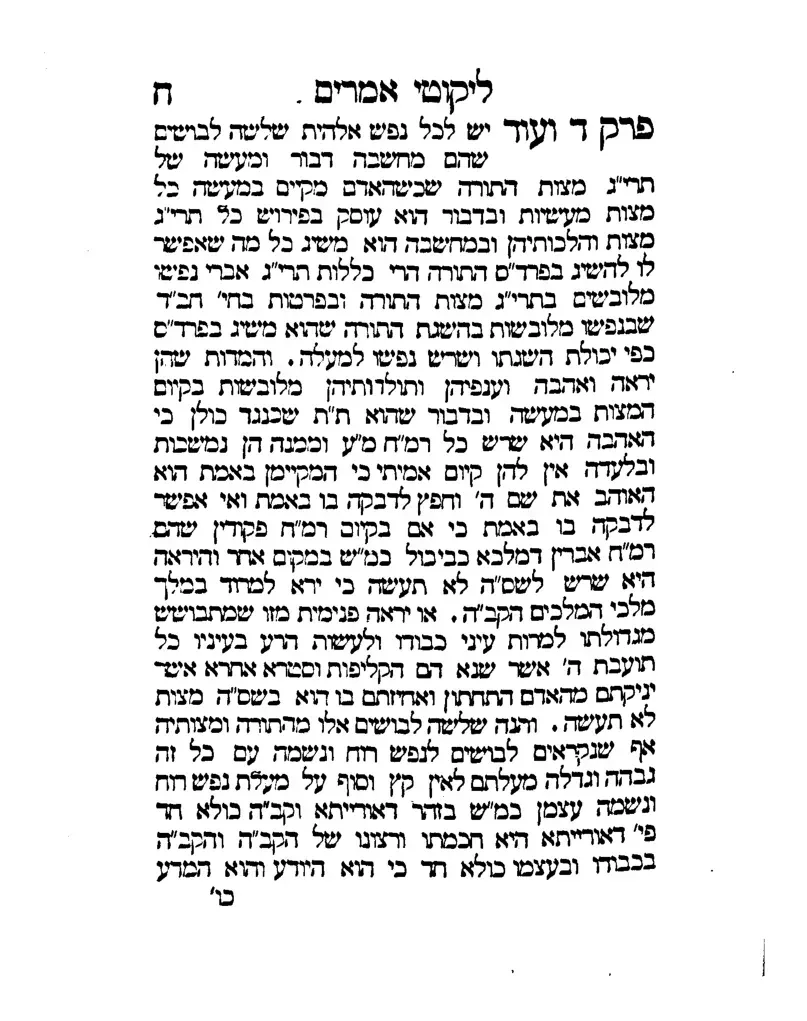 ליקוטי אמרים . ח
פרק ד ועוד יש לכל נפש אלהית שלשה לבושים
שהם מחשבה דבור ומעשה של
תרי"ג מצות התורה שכשהאדם מקיים במעשה כל
מצות מעשיות ובדבור הוא עוסק בפירוש כל תרי"ג
מצות והלכותיהן ובמחשבה הוא משיג כל מה שאפשר
לו להשיג בפרד"ס התורה הרי כללות תרי"ג אברי נפשו
מלובשים בתרי"ג מצות התורה ובפרטות בחי' חב"ד
שבנפשו מלובשות בהשגת התורה שהוא משיג בפרד"ס
כפי יכולת השגתו ושרש נפשו למעלה. והמדות שהן
יראה ואהבה וענפיהן ותולדותיהן מלובשות בקיום
המצות במעשה ובדבור שהוא ת"ת שכנגד כולן כי
האהבה היא שרש כל רמ"ח מ"ע וממנה הן נמשכות
ובלעדה אין להן קיום אמיתי כי המקיימן באמת הוא
האוהב את שם ה' וחפץ לדבקה בו באמת ואי אפשר
לדבקה בו באמת כי אם בקיום רמ"ח פקודין שהם
רמ"ח אברין דמלכא כביכול כמ"ש במקום אחר והיראה
היא שרש לשס"ה לא תעשה כי ירא למרוד במלך
מלכי המלכים הקב"ה. או יראה פנימית מזו שמתבושש
מגדולתו למרות עיני כבודו ולעשות הרע בעיניו כל
תועבת ה' אשר שנא הם הקליפות וסטרא אחרא אשר
יניקתם מהאדם התחתון ואחיזתם בו הוא בשס"ה מצות
לא תעשה. והנה שלשה לבושים אלו מהתורה ומצותיה
אף שנקראים לבושים לנפש רוח ונשמה עם כל זה
גבהה וגדלה מעלתם לאין קץ וסוף על מעלת נפש רוח
ונשמה עצמן כמ"ש בזהר דאורייתא וקב"ה כולא חד
פי' דאורייתא היא חכמתו ורצונו של הקב"ה והקב"ה
בכבודו ובעצמו כולא חד כי הוא היודע והוא המדע
כו'